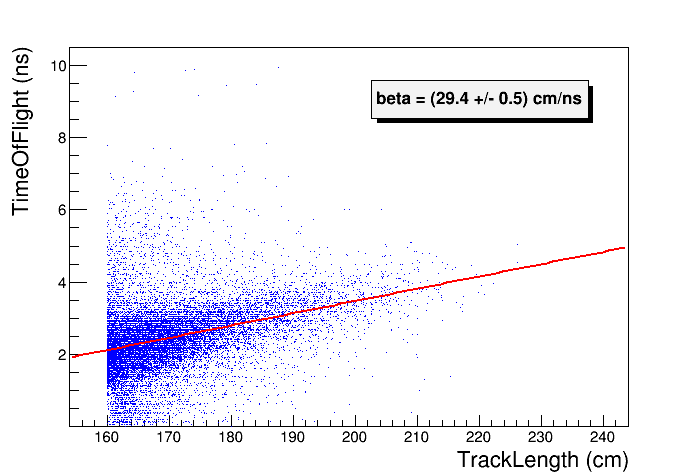 TimeOfFlight (ns)
10
8
6
4
2
beta = (29.4 +/- 0.5) cm/ns
160 170 180 190 200 210 220 230 240
TrackLength (cm)